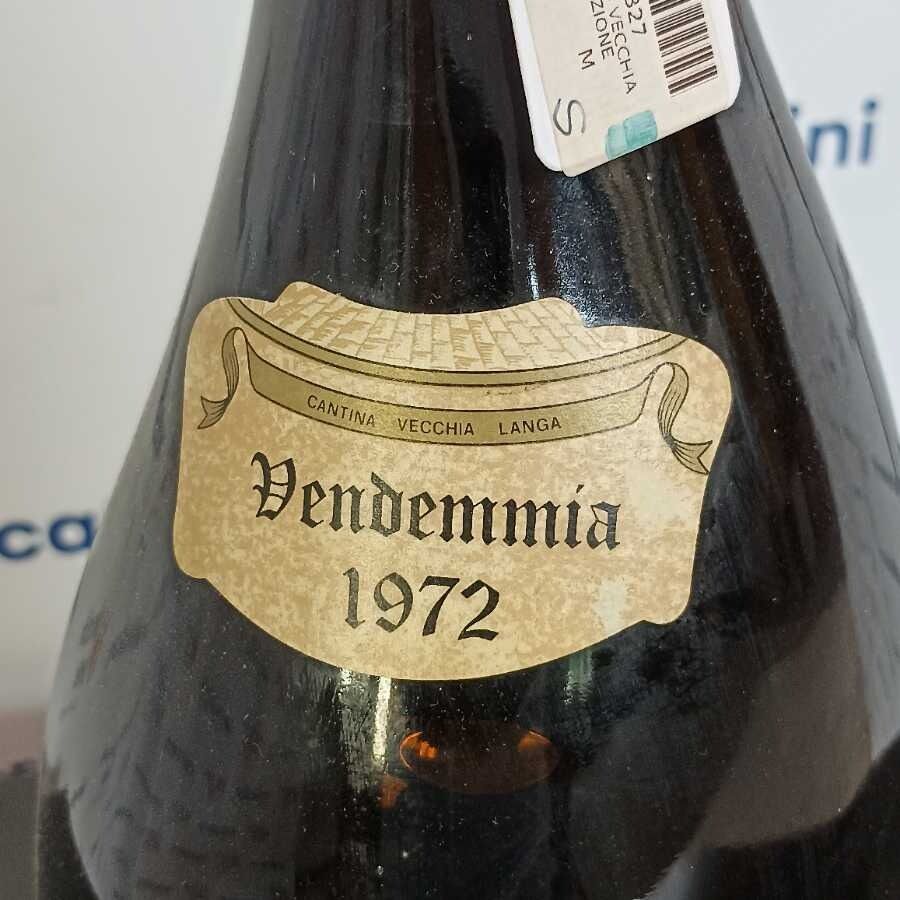 327
VECCHIA
ZIONE
M
S
ini
CANTINA VECCHIA LANGA
Vendemmia
1972
ca